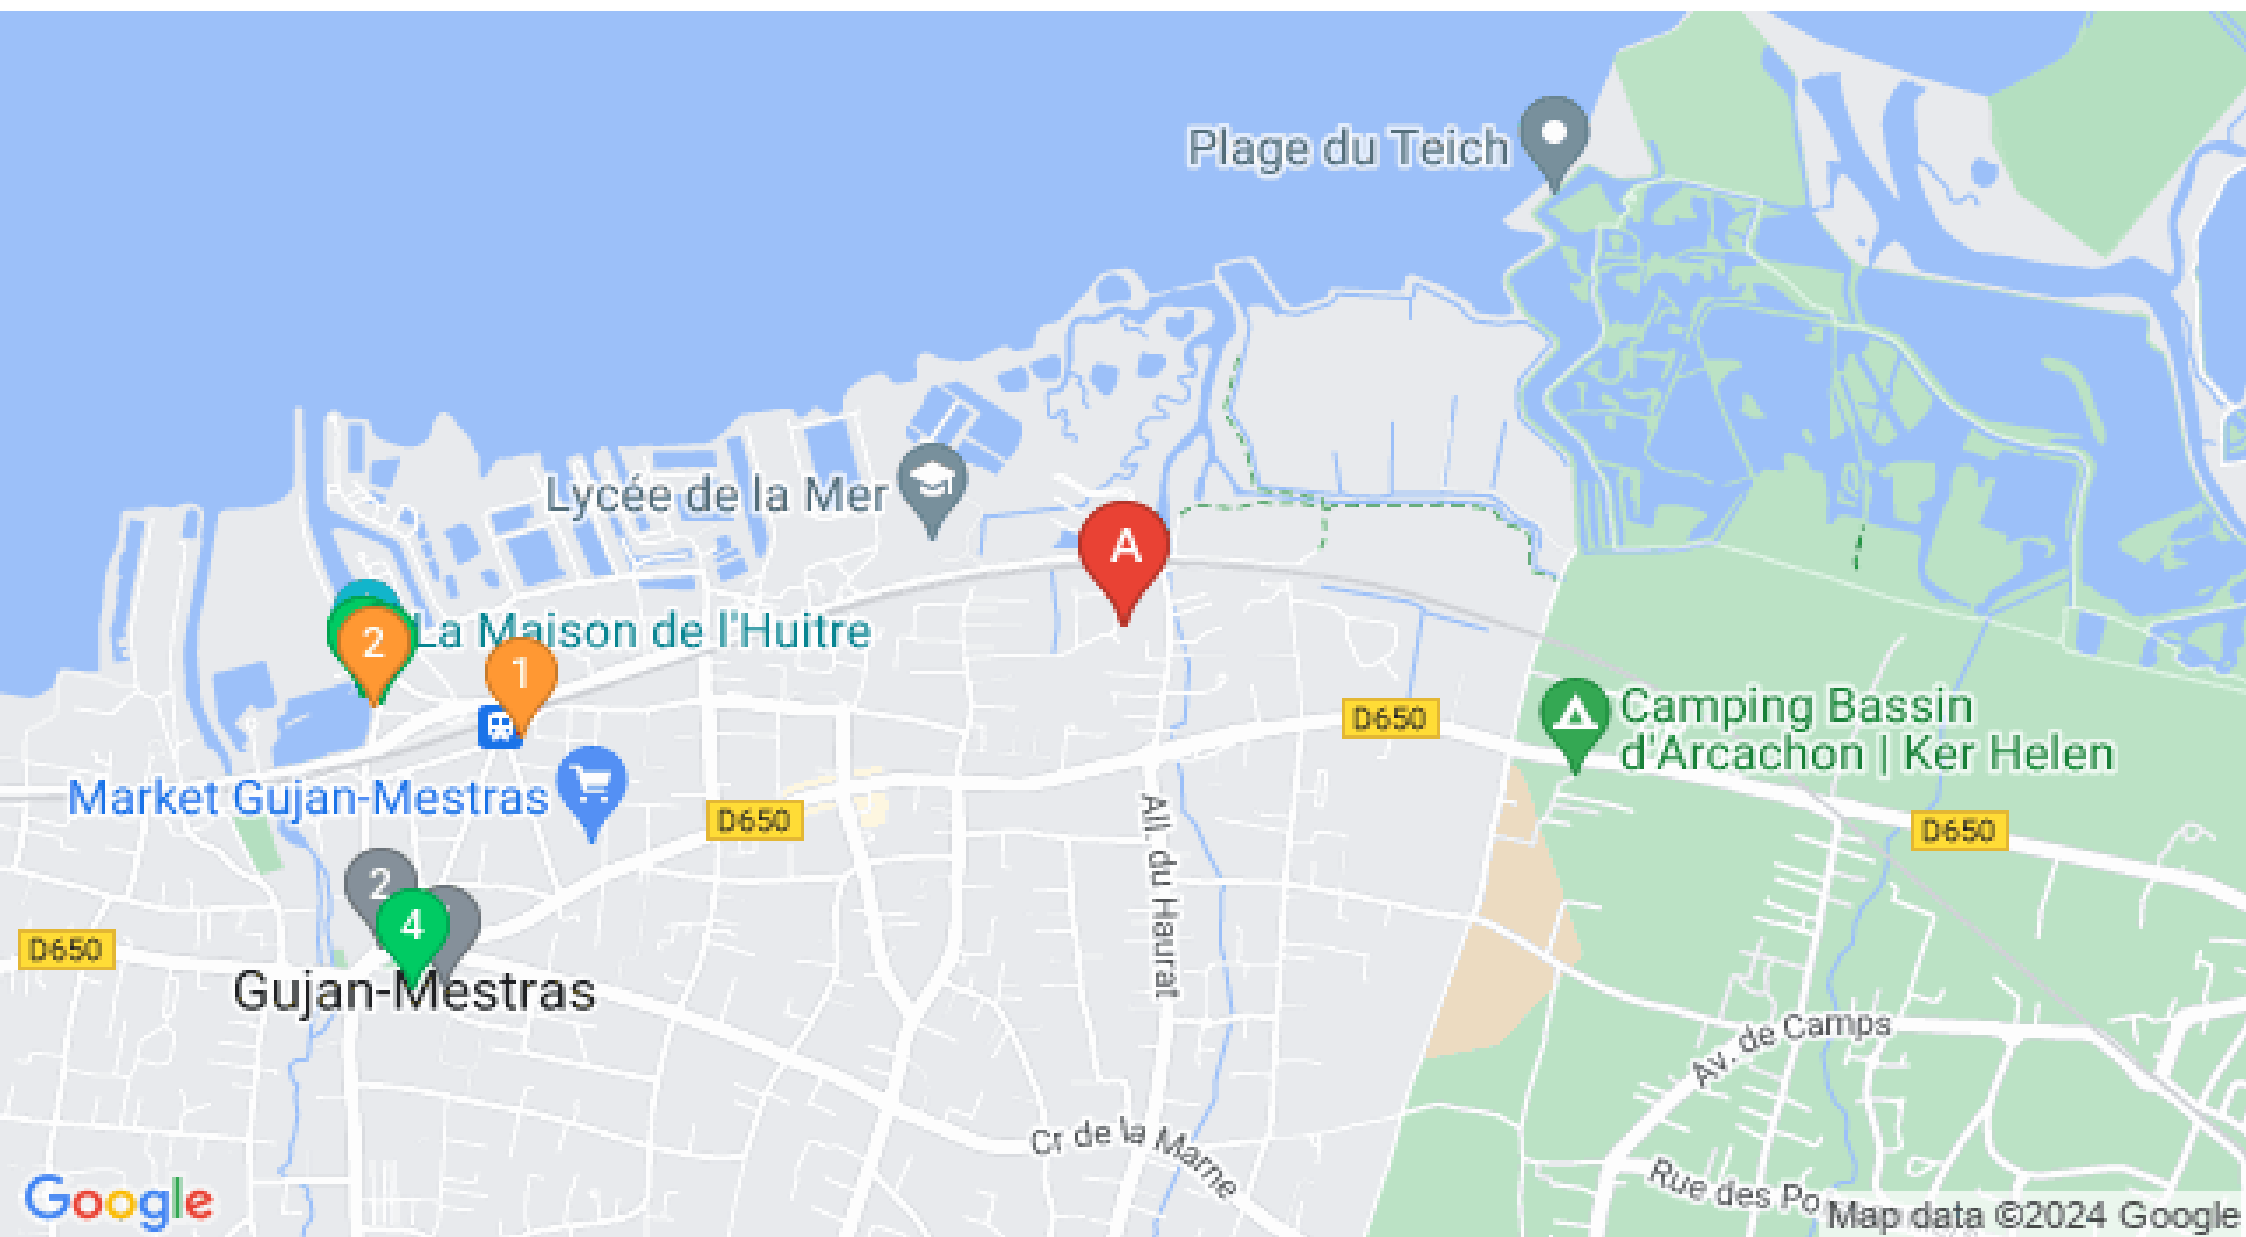 Plage du Teich
Lycée de la Mer
A
La Maison de l'Huitre
2
1
D650
Camping Bassin
d'Arcachon | Ker Helen
Market Gujan-Mestras
D650
D650
All. du Haurat
2
4
D650
Gujan-Mestras
Av. de Camps
Cr de la Marne
Rue des Po
Google
Map data ©2024 Google